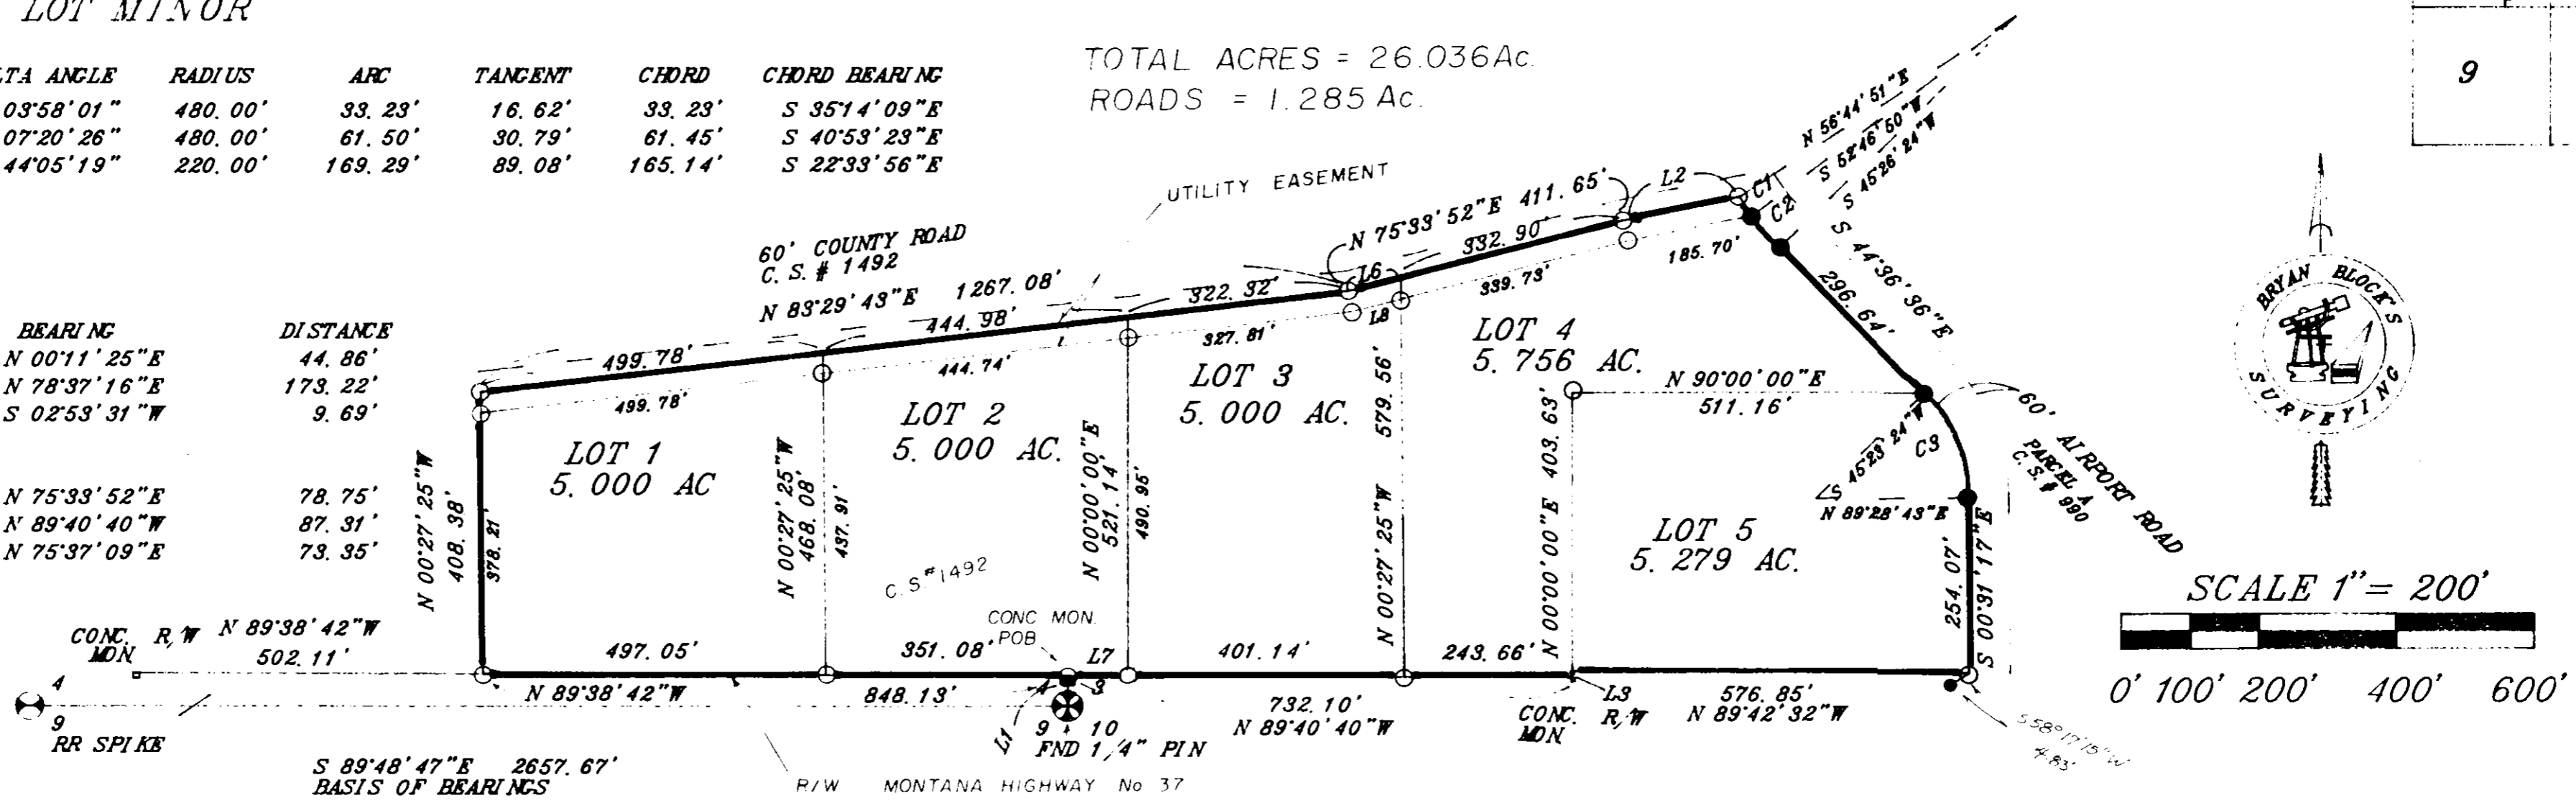 LOT MINOR
TOTAL ACRES = 26.036Ac.
ROADS = 1.285 Ac.
LTA ANGLE RADIUS ARC TANGENT CHORD CHORD BEARING
03°58'01" 480.00' 33.23' 16.62' 33.23' S 35°14'09"E
07°20'26" 480.00' 61.50' 30.79' 61.45' S 40°53'23"E
44°05'19" 220.00' 169.29' 89.08' 165.14' S 22°33'56"E
BEARING DISTANCE
N 00°11'25"E 44.86'
N 78°37'16"E 173.22'
S 02°53'31"W 9.69'
N 75°33'52"E 78.75'
N 89°40'40"W 87.31'
N 75°37'09"E 73.35'
9
UTILITY EASEMENT
60' COUNTY ROAD
C.S.# 1492
N 83°29'43"E 1267.08'
499.78'
444.98'
322.32'
L6
N 75°33'52"E 411.65'
332.90'
L2
C1
C2
N 56°44'51"E
S 52°46'50"W
S 45°26'24"W
S 44°36'36"E
296.64'
499.78'
444.74'
327.81'
L8
339.73'
185.70'
LOT 1
5.000 AC
LOT 2
5.000 AC.
LOT 3
5.000 AC.
LOT 4
5.756 AC.
LOT 5
5.279 AC.
N 90°00'00"E
511.16'
N 00°27'25"W
408.38'
378.21'
N 00°27'25"W
468.08'
437.91'
N 00°00'00"E
521.14'
490.95'
N 00°27'25"W 579.56'
N 00°00'00"E 403.63'
S 45°23'24"W
C3
N 89°28'43"E
254.07'
S 00°31'17"E
60' AIRPORT ROAD
PARCEL A
C.S.# 990
C.S.#1492
CONC MON.
POB
CONC. R/W
MON.
N 89°38'42"W
502.11'
497.05'
351.08'
L7
401.14'
243.66'
N 89°38'42"W
848.13'
4 3
9 10
L1
FND 1/4" PIN
732.10'
N 89°40'40"W
CONC. R/W
MON.
L3
576.85'
N 89°42'32"W
S58°17'15"W
4.83'
4
9
RR SPIKE
S 89°48'47"E 2657.67'
BASIS OF BEARINGS
R/W MONTANA HIGHWAY No 37
BRYAN BLOCK'S
SURVEYING
SCALE 1"= 200'
0' 100' 200' 400' 600'